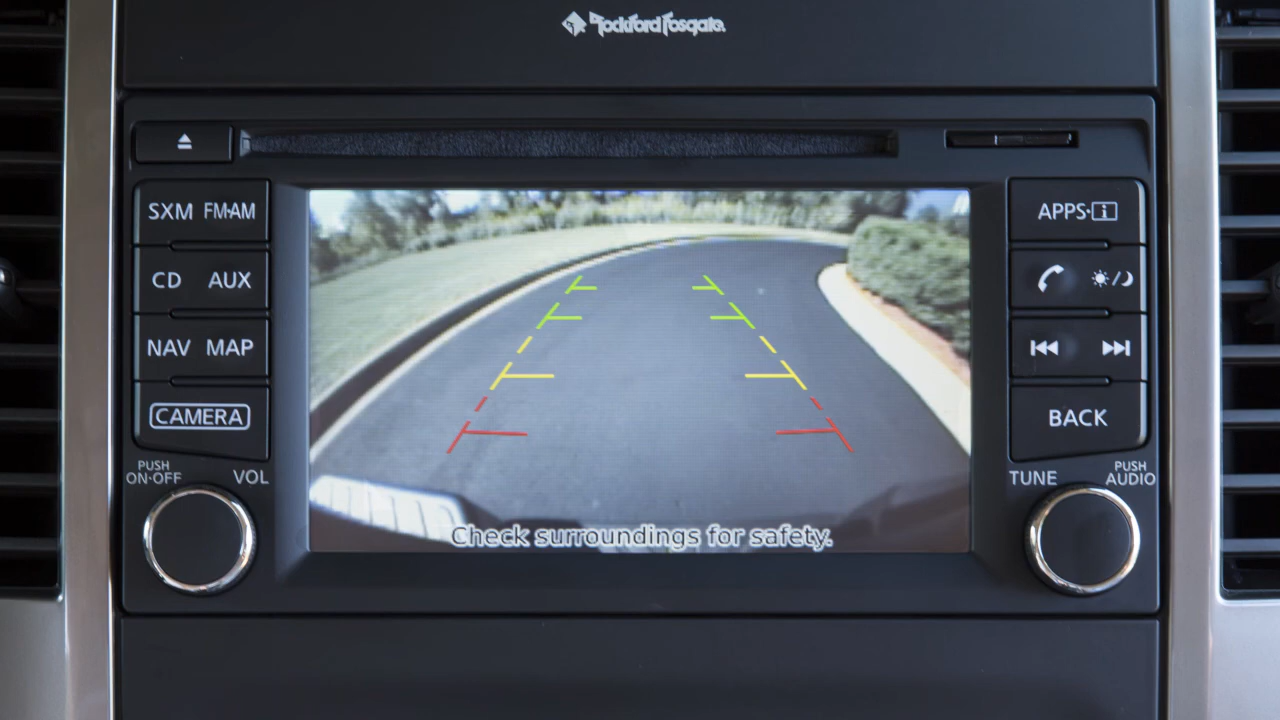 Rockford Fosgate
SXM FM·AM
CD AUX
NAV MAP
CAMERA
PUSH
ON·OFF
VOL
APPS·i
BACK
TUNE
PUSH
AUDIO
Check surroundings for safety.